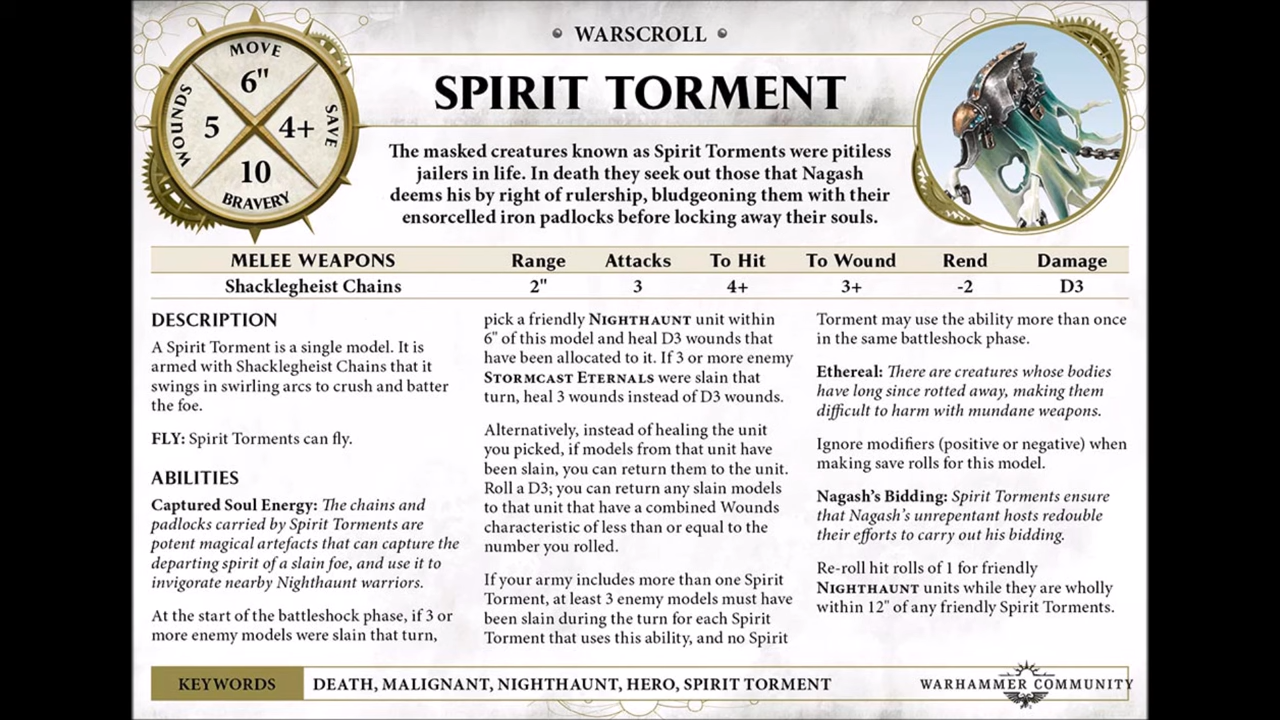 WARSCROLL
SPIRIT TORMENT
MOVE
6"
WOUNDS
5
4+
SAVE
10
BRAVERY
The masked creatures known as Spirit Torments were pitiless
jailers in life. In death they seek out those that Nagash
deems his by right of rulership, bludgeoning them with their
ensorcelled iron padlocks before locking away their souls.
MELEE WEAPONS Range Attacks To Hit To Wound Rend Damage
Shacklegheist Chains 2" 3 4+ 3+ -2 D3
DESCRIPTION
A Spirit Torment is a single model. It is
armed with Shacklegheist Chains that it
swings in swirling arcs to crush and batter
the foe.
FLY: Spirit Torments can fly.
ABILITIES
Captured Soul Energy: The chains and
padlocks carried by Spirit Torments are
potent magical artefacts that can capture the
departing spirit of a slain foe, and use it to
invigorate nearby Nighthaunt warriors.
At the start of the battleshock phase, if 3 or
more enemy models were slain that turn,
pick a friendly NIGHTHAUNT unit within
6" of this model and heal D3 wounds that
have been allocated to it. If 3 or more enemy
STORMCAST ETERNALS were slain that
turn, heal 3 wounds instead of D3 wounds.
Alternatively, instead of healing the unit
you picked, if models from that unit have
been slain, you can return them to the unit.
Roll a D3; you can return any slain models
to that unit that have a combined Wounds
characteristic of less than or equal to the
number you rolled.
If your army includes more than one Spirit
Torment, at least 3 enemy models must have
been slain during the turn for each Spirit
Torment that uses this ability, and no Spirit
Torment may use the ability more than once
in the same battleshock phase.
Ethereal: There are creatures whose bodies
have long since rotted away, making them
difficult to harm with mundane weapons.
Ignore modifiers (positive or negative) when
making save rolls for this model.
Nagash's Bidding: Spirit Torments ensure
that Nagash's unrepentant hosts redouble
their efforts to carry out his bidding.
Re-roll hit rolls of 1 for friendly
NIGHTHAUNT units while they are wholly
within 12" of any friendly Spirit Torments.
KEYWORDS DEATH, MALIGNANT, NIGHTHAUNT, HERO, SPIRIT TORMENT
WARHAMMER COMMUNITY